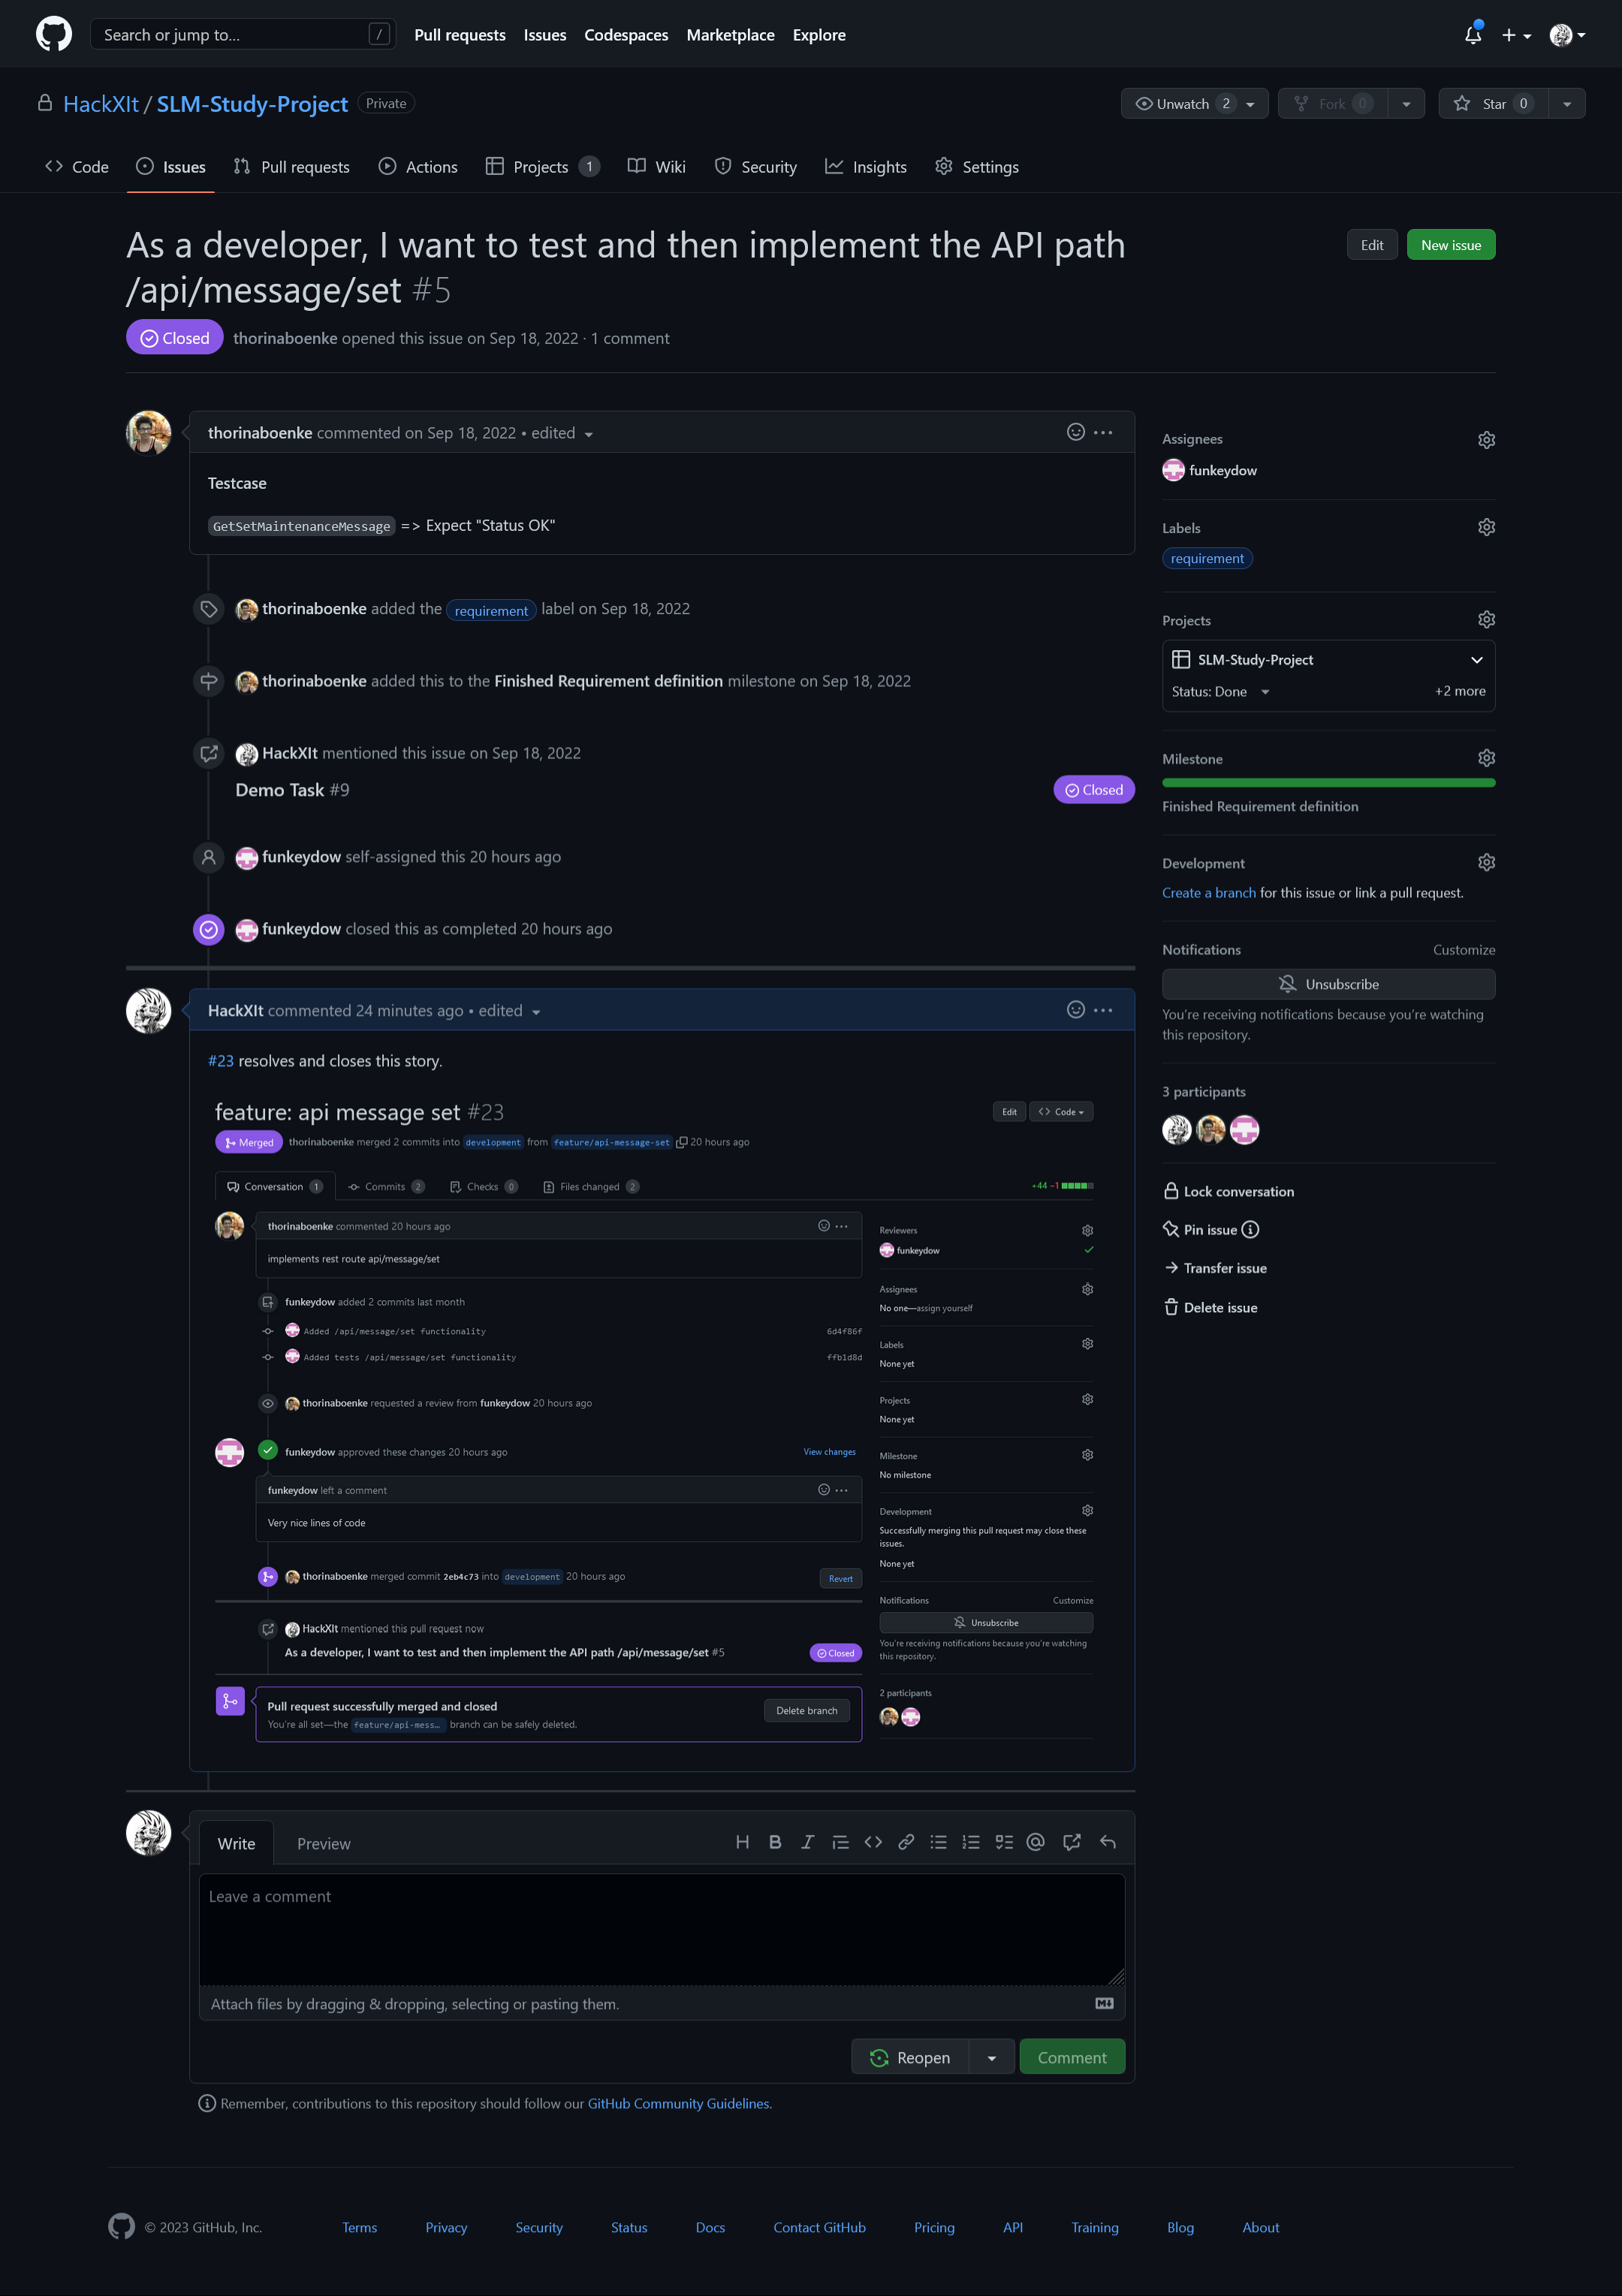 Search or jump to... /
Pull requests Issues Codespaces Marketplace Explore
HackXIt / SLM-Study-Project Private
Unwatch 2 Fork 0 Star 0
Code Issues Pull requests Actions Projects 1 Wiki Security Insights Settings
As a developer, I want to test and then implement the API path
/api/message/set #5
Edit New issue
Closed thorinaboenke opened this issue on Sep 18, 2022 · 1 comment
thorinaboenke commented on Sep 18, 2022 • edited
Testcase
GetSetMaintenanceMessage => Expect "Status OK"
thorinaboenke added the requirement label on Sep 18, 2022
thorinaboenke added this to the Finished Requirement definition milestone on Sep 18, 2022
HackXIt mentioned this issue on Sep 18, 2022
Demo Task #9
Closed
funkeydow self-assigned this 20 hours ago
funkeydow closed this as completed 20 hours ago
HackXIt commented 24 minutes ago • edited
#23 resolves and closes this story.
feature: api message set #23
Edit Code
Merged thorinaboenke merged 2 commits into development from feature/api-message-set 20 hours ago
Conversation 1 Commits 2 Checks 0 Files changed 2
+44 −1
thorinaboenke commented 20 hours ago
implements rest route api/message/set
funkeydow added 2 commits last month
Added /api/message/set functionality 6d4f86f
Added tests /api/message/set functionality ffb1d8d
thorinaboenke requested a review from funkeydow 20 hours ago
funkeydow approved these changes 20 hours ago View changes
funkeydow left a comment
Very nice lines of code
thorinaboenke merged commit 2eb4c73 into development 20 hours ago Revert
HackXIt mentioned this pull request now
As a developer, I want to test and then implement the API path /api/message/set #5 Closed
Pull request successfully merged and closed
You're all set—the feature/api-mess... branch can be safely deleted.
Delete branch
Reviewers
funkeydow
Assignees
No one—assign yourself
Labels
None yet
Projects
None yet
Milestone
No milestone
Development
Successfully merging this pull request may close these
issues.
None yet
Notifications Customize
Unsubscribe
You're receiving notifications because you're watching
this repository.
2 participants
Write Preview
Leave a comment
Attach files by dragging & dropping, selecting or pasting them.
Reopen Comment
Remember, contributions to this repository should follow our GitHub Community Guidelines.
Assignees
funkeydow
Labels
requirement
Projects
SLM-Study-Project
Status: Done +2 more
Milestone
Finished Requirement definition
Development
Create a branch for this issue or link a pull request.
Notifications Customize
Unsubscribe
You're receiving notifications because you're watching
this repository.
3 participants
Lock conversation
Pin issue
Transfer issue
Delete issue
© 2023 GitHub, Inc. Terms Privacy Security Status Docs Contact GitHub Pricing API Training Blog About